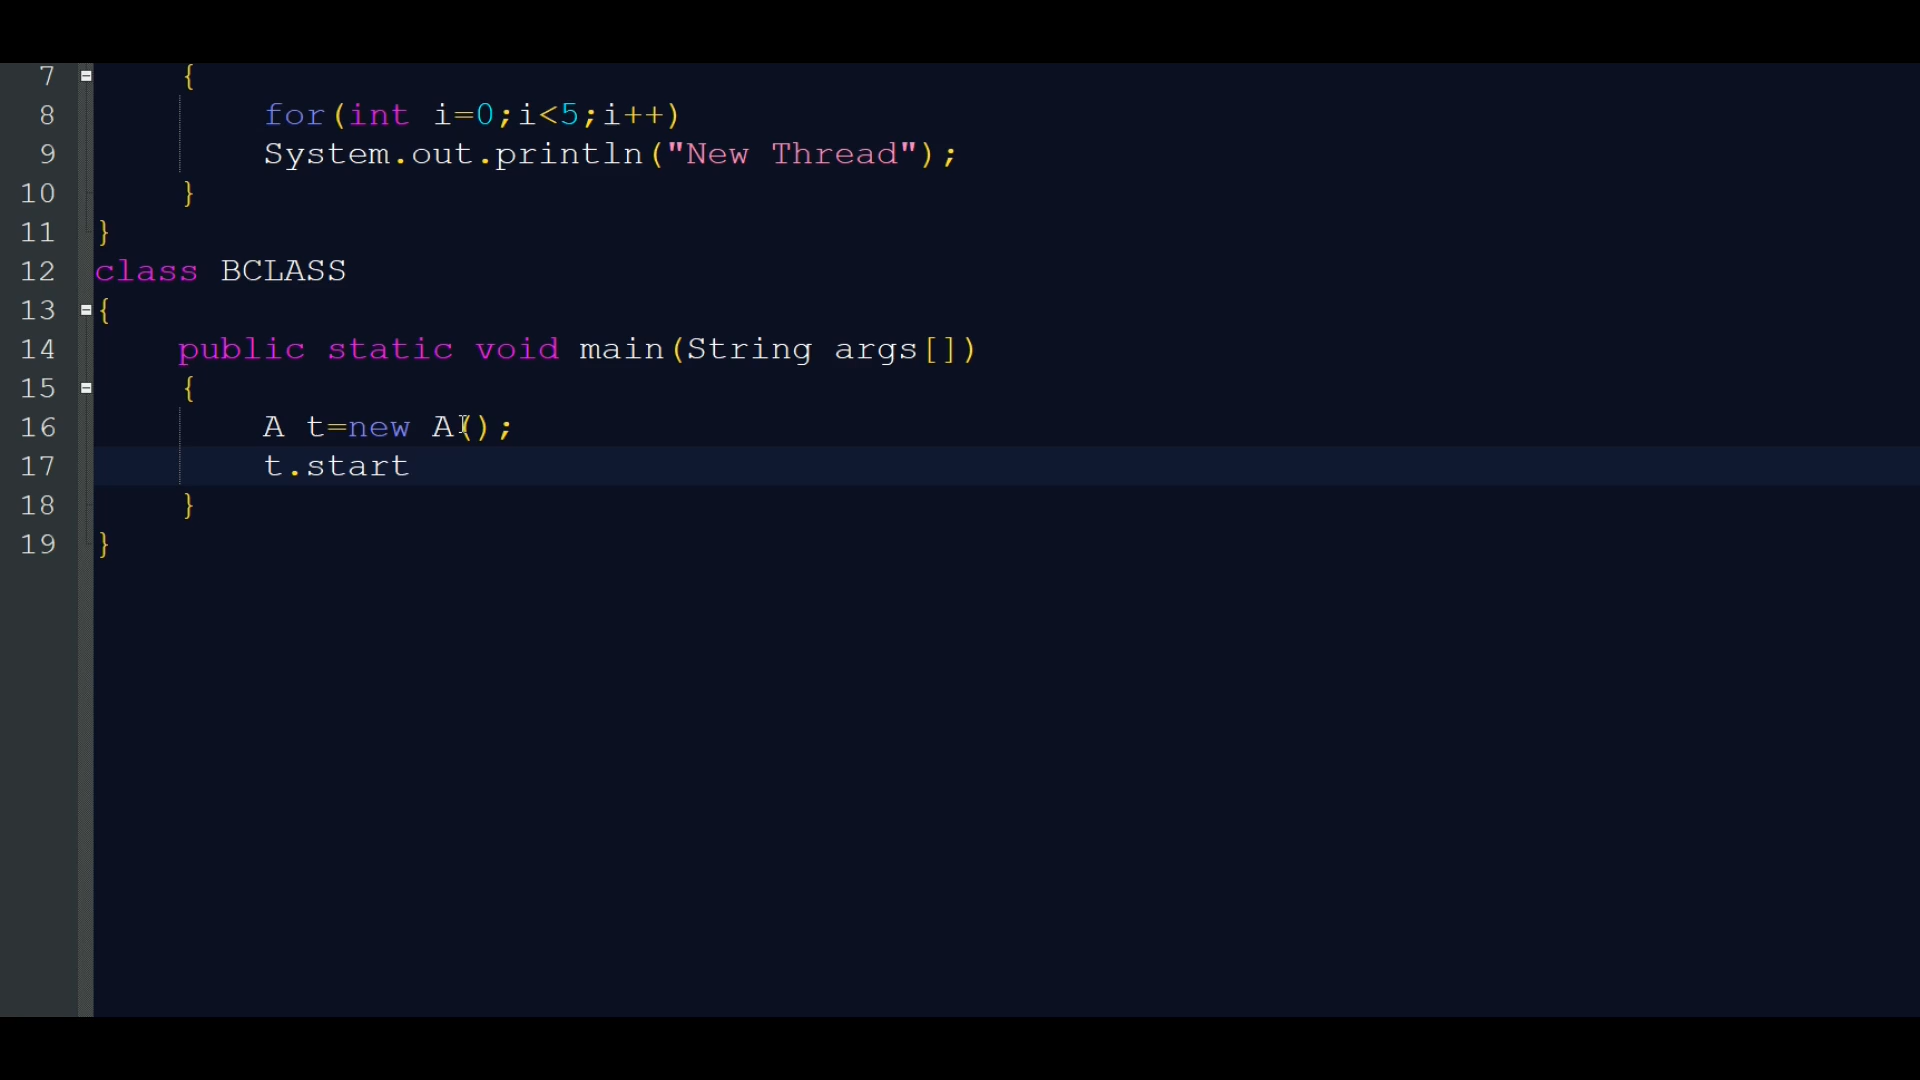 7 {
8 for(int i=0;i<5;i++)
9 System.out.println("New Thread");
10 }
11 }
12 class BCLASS
13 {
14 public static void main(String args[])
15 {
16 A t=new A();
17 t.start
18 }
19 }